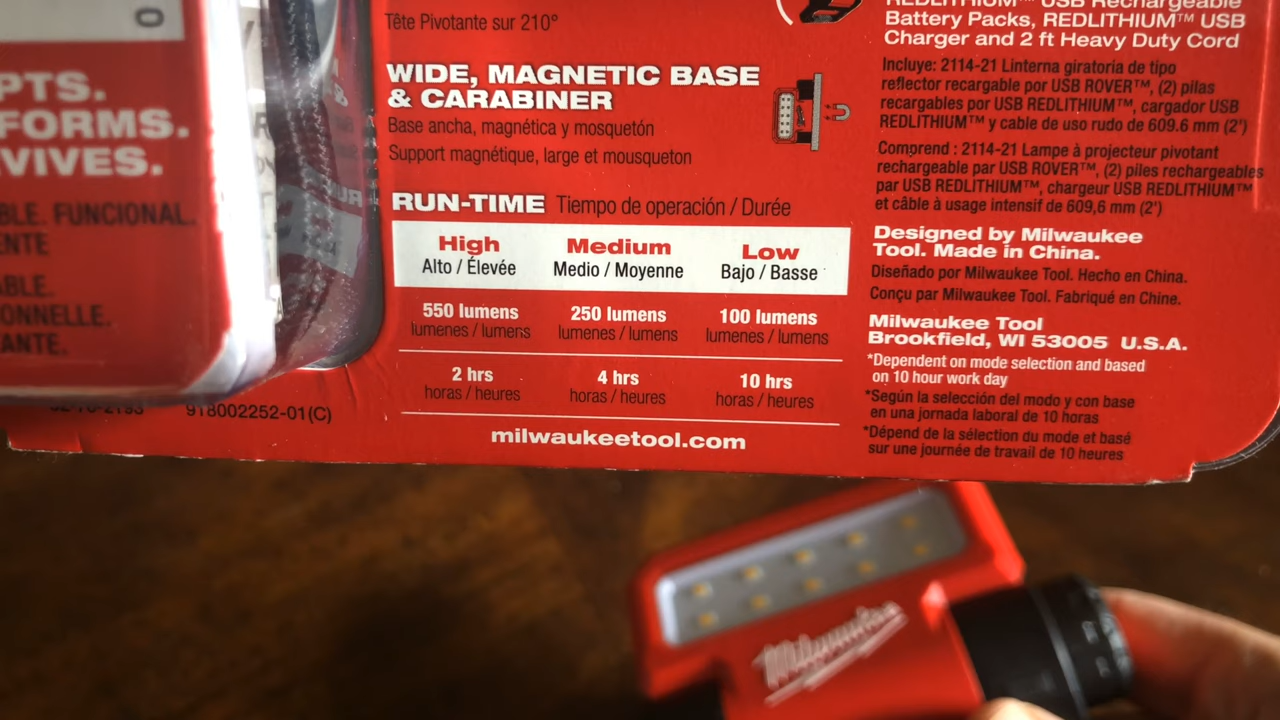 0
PTS.
FORMS.
VIVES.
BLE. FUNCIONAL.
ENTE
ABLE.
ONNELLE.
ANTE.
918002252-01(C)
Tête Pivotante sur 210°
WIDE, MAGNETIC BASE
& CARABINER
Base ancha, magnética y mosquetón
Support magnétique, large et mousqueton
RUN-TIME Tiempo de operación / Durée
High Medium Low
Alto / Élevée Medio / Moyenne Bajo / Basse
550 lumens 250 lumens 100 lumens
lumenes / lumens lumenes / lumens lumenes / lumens
2 hrs 4 hrs 10 hrs
horas / heures horas / heures horas / heures
milwaukeetool.com
REDLITHIUM™ USB Rechargeable
Battery Packs, REDLITHIUM™ USB
Charger and 2 ft Heavy Duty Cord
Incluye: 2114-21 Linterna giratoria de tipo
reflector recargable por USB ROVER™, (2) pilas
recargables por USB REDLITHIUM™, cargador USB
REDLITHIUM™ y cable de uso rudo de 609.6 mm (2')
Comprend : 2114-21 Lampe à projecteur pivotant
rechargeable par USB ROVER™, (2) piles rechargeables
par USB REDLITHIUM™, chargeur USB REDLITHIUM™
et câble à usage intensif de 609,6 mm (2')
Designed by Milwaukee
Tool. Made in China.
Diseñado por Milwaukee Tool. Hecho en China.
Conçu par Milwaukee Tool. Fabriqué en Chine.
Milwaukee Tool
Brookfield, WI 53005 U.S.A.
*Dependent on mode selection and based
on 10 hour work day
*Según la selección del modo y con base
en una jornada laboral de 10 horas
*Dépend de la sélection du mode et basé
sur une journée de travail de 10 heures
Milwaukee